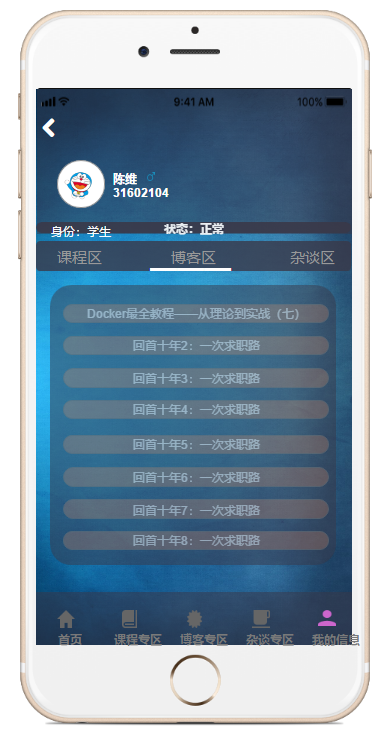 9:41 AM 100%
陈维 ♂
31602104
身份：学生 状态：正常
课程区 博客区 杂谈区
Docker最全教程——从理论到实战（七）
回首十年2：一次求职路
回首十年3：一次求职路
回首十年4：一次求职路
回首十年5：一次求职路
回首十年6：一次求职路
回首十年7：一次求职路
回首十年8：一次求职路
首页 课程专区 博客专区 杂谈专区 我的信息